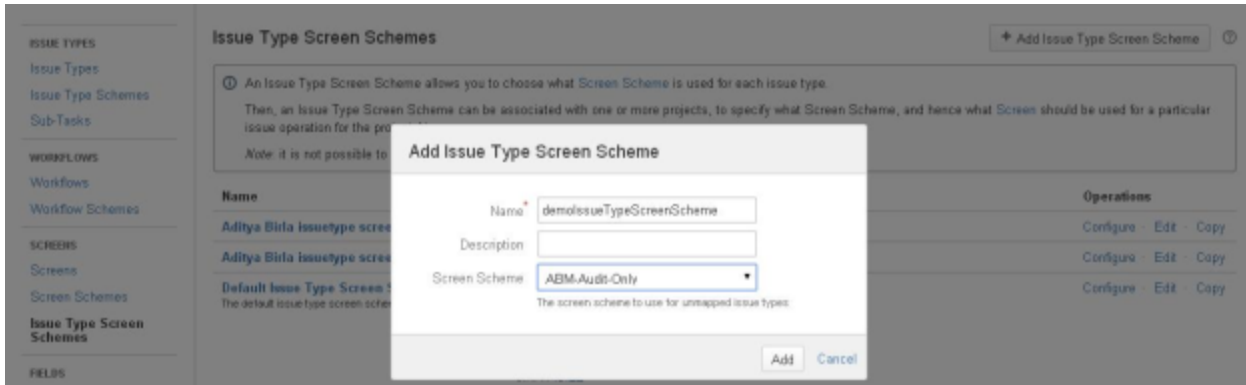 ISSUE TYPES
Issue Types
Issue Type Schemes
Sub-Tasks
WORKFLOWS
Workflows
Workflow Schemes
SCREENS
Screens
Screen Schemes
Issue Type Screen
Schemes
FIELDS
Issue Type Screen Schemes
+ Add Issue Type Screen Scheme
An Issue Type Screen Scheme allows you to choose what Screen Scheme is used for each issue type.
Then, an Issue Type Screen Scheme can be associated with one or more projects, to specify what Screen Scheme, and hence what Screen should be used for a particular
issue operation for the
Note: it is not possible to
Name Operations
Aditya Birla issuetype scree Configure · Edit · Copy
Aditya Birla issuetype scree Configure · Edit · Copy
Default Issue Type Screen Configure · Edit · Copy
The default issue type screen
Add Issue Type Screen Scheme
Name* demoIssueTypeScreenScheme
Description
Screen Scheme ABM-Audit-Only
The screen scheme to use for unmapped issue types.
Add Cancel